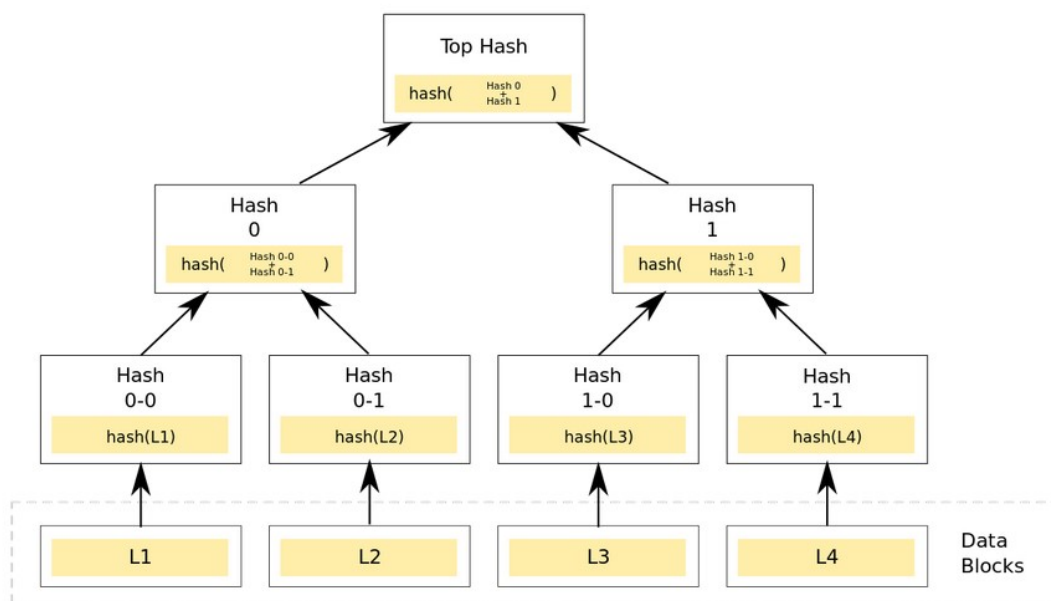 Top Hash
Hash 0
hash( + )
Hash 1
Hash
0
Hash 0-0
hash( + )
Hash 0-1
Hash
1
Hash 1-0
hash( + )
Hash 1-1
Hash
0-0
hash(L1)
Hash
0-1
hash(L2)
Hash
1-0
hash(L3)
Hash
1-1
hash(L4)
L1
L2
L3
L4
Data
Blocks